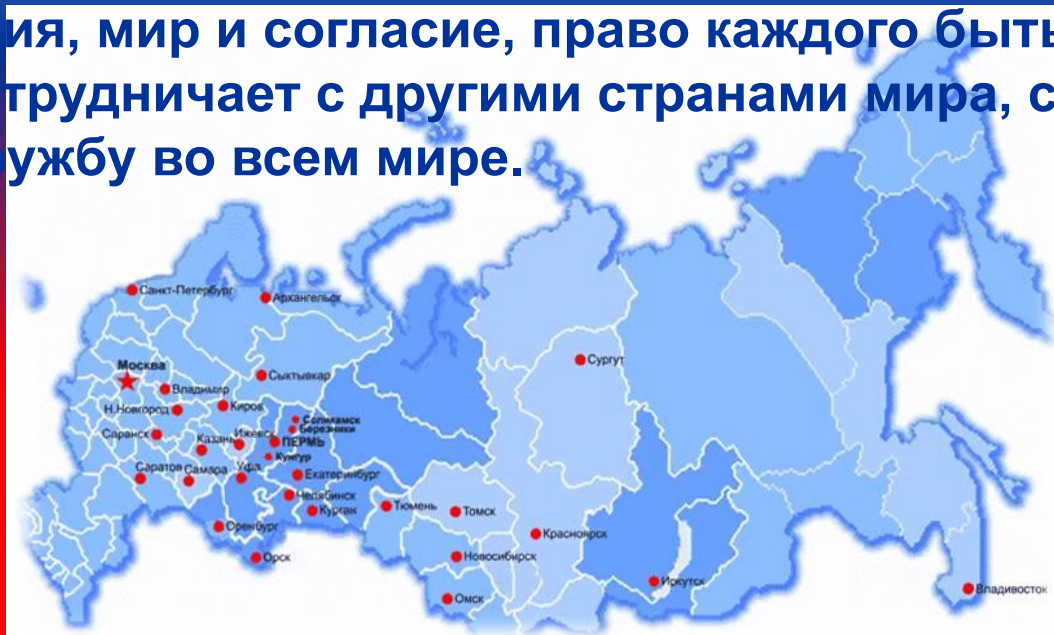 ия, мир и согласие, право каждого быть
трудничает с другими странами мира, с
ужбу во всем мире.
Санкт-Петербург
Архангельск
Москва
Сыктывкар
Сургут
Владимир
Н.Новгород
Киров
Соликамск
Березники
Саранск
Казань
Ижевск
ПЕРМЬ
Кунгур
Саратов
Самара
Уфа
Екатеринбург
Челябинск
Курган
Тюмень
Томск
Оренбург
Красноярск
Орск
Новосибирск
Иркутск
Омск
Владивосток